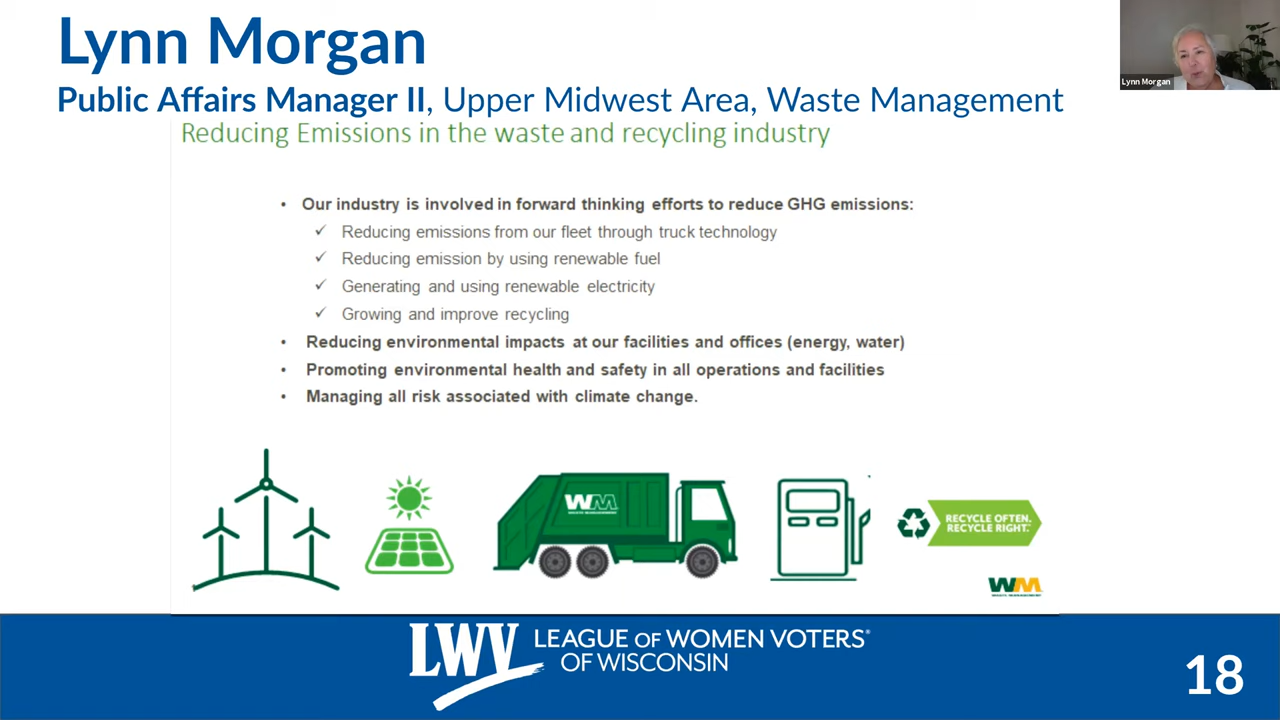 Lynn Morgan
Lynn Morgan
Public Affairs Manager II, Upper Midwest Area, Waste Management
Reducing Emissions in the waste and recycling industry
• Our industry is involved in forward thinking efforts to reduce GHG emissions:
✓ Reducing emissions from our fleet through truck technology
✓ Reducing emission by using renewable fuel
✓ Generating and using renewable electricity
✓ Growing and improve recycling
• Reducing environmental impacts at our facilities and offices (energy, water)
• Promoting environmental health and safety in all operations and facilities
• Managing all risk associated with climate change.
WM
WASTE MANAGEMENT
RECYCLE OFTEN.
RECYCLE RIGHT.
WM
WASTE MANAGEMENT
LWV LEAGUE OF WOMEN VOTERS®
OF WISCONSIN
18